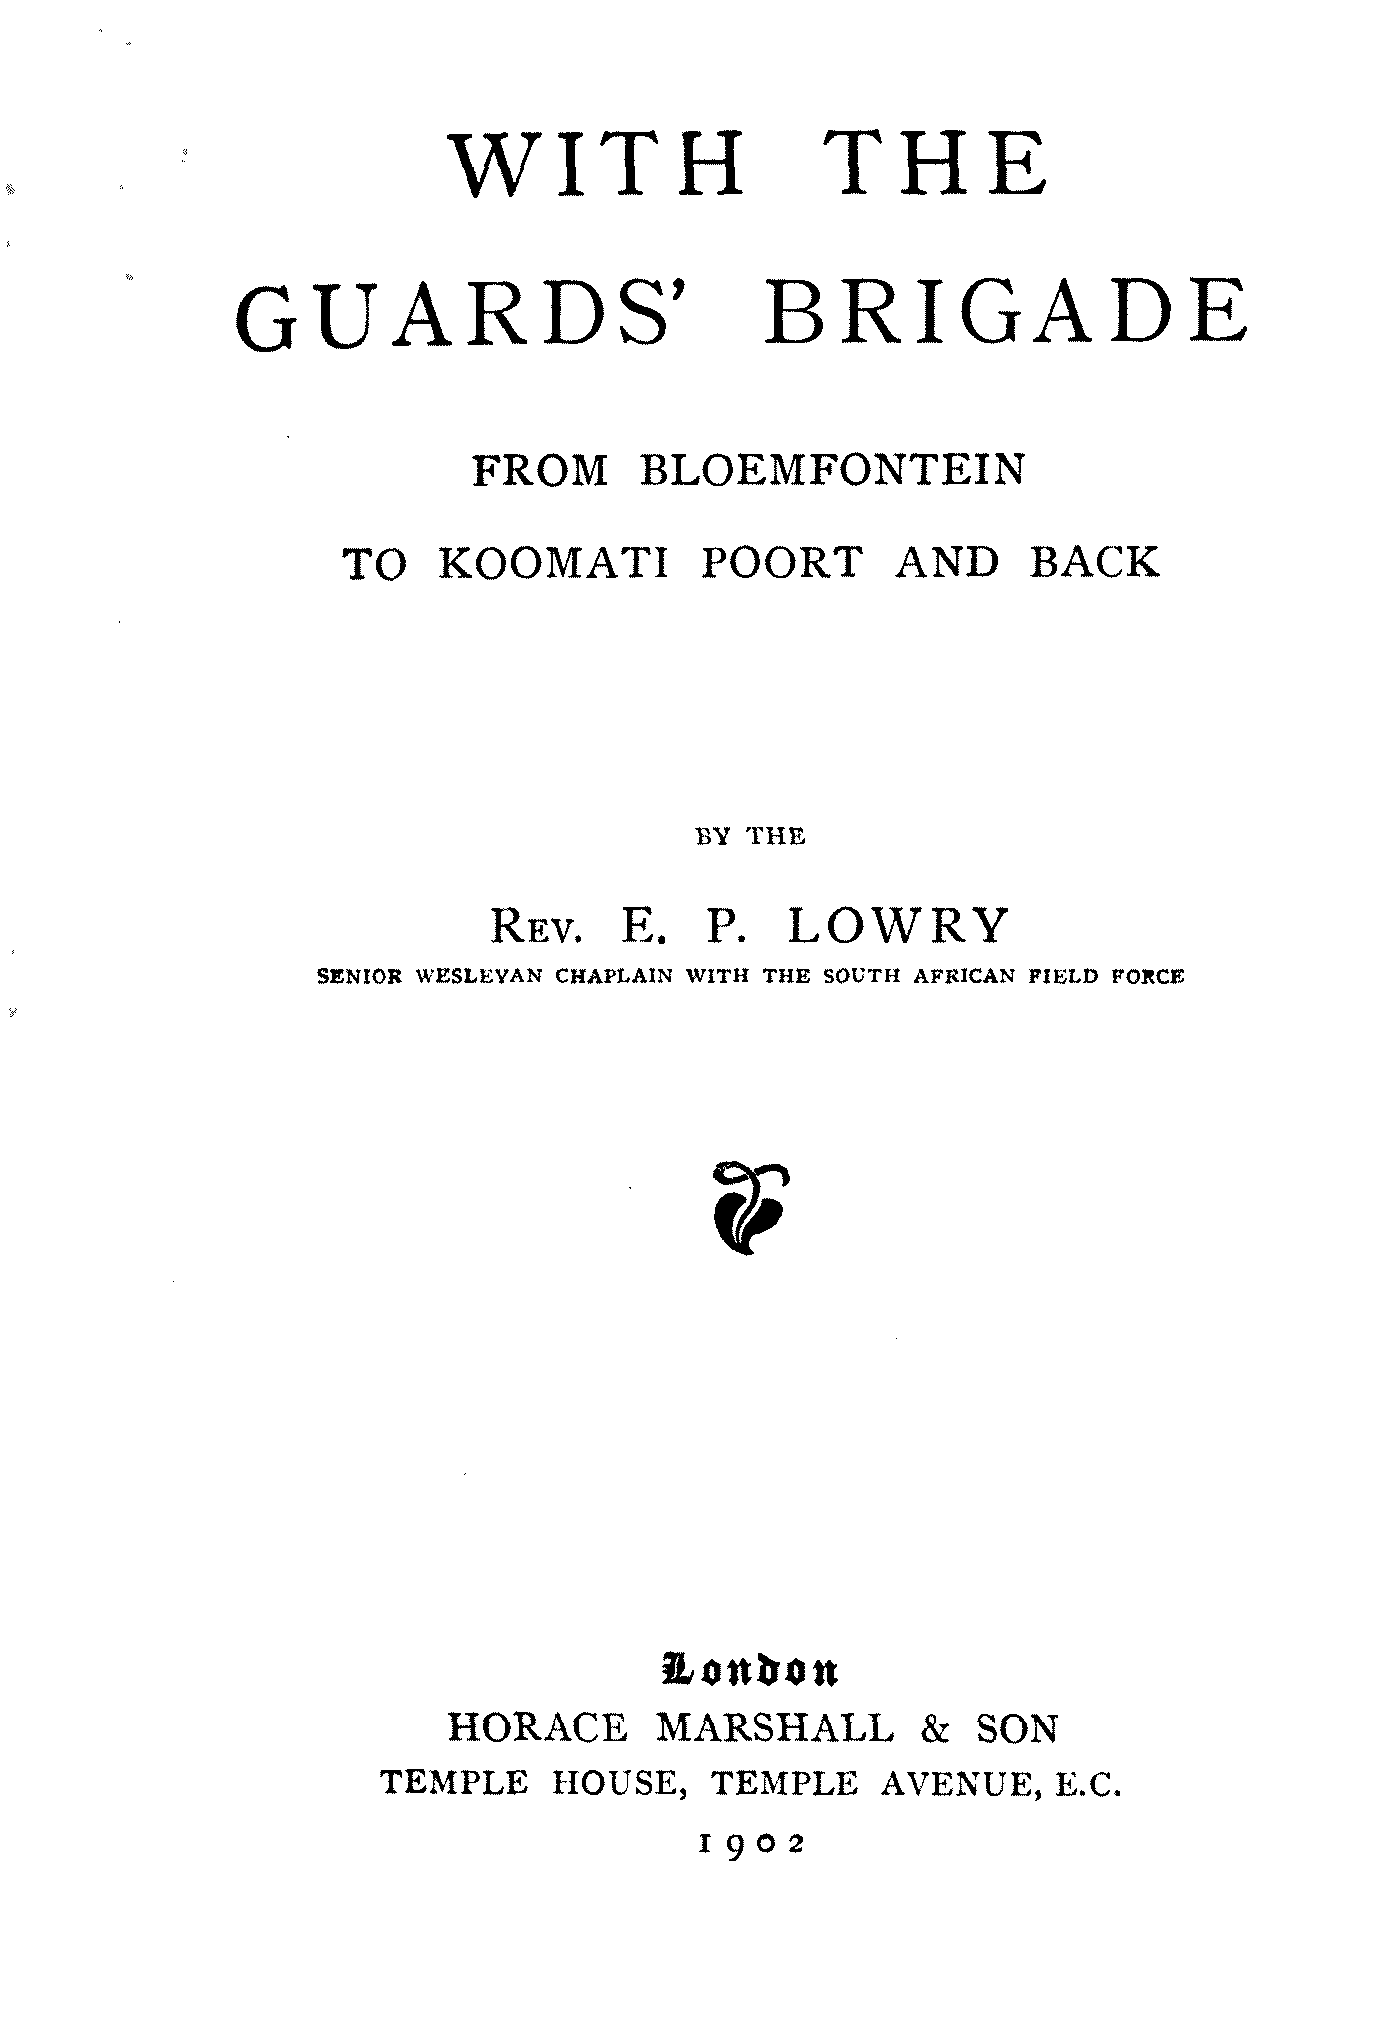 WITH THE
GUARDS' BRIGADE
FROM BLOEMFONTEIN
TO KOOMATI POORT AND BACK
BY THE
REV. E. P. LOWRY
SENIOR WESLEYAN CHAPLAIN WITH THE SOUTH AFRICAN FIELD FORCE
London
HORACE MARSHALL & SON
TEMPLE HOUSE, TEMPLE AVENUE, E.C.
1902